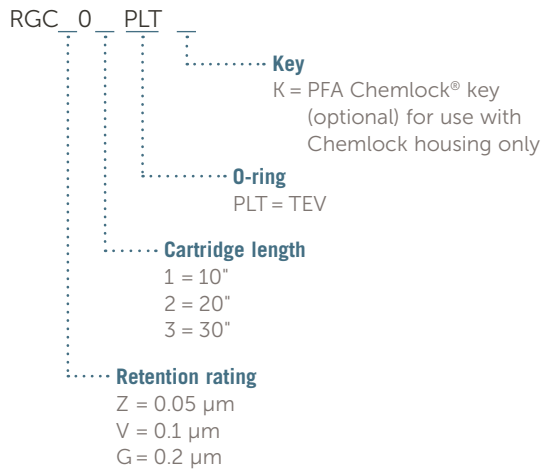 RGC_0_ PLT _
Key
K = PFA Chemlock® key
(optional) for use with
Chemlock housing only
O-ring
PLT = TEV
Cartridge length
1 = 10"
2 = 20"
3 = 30"
Retention rating
Z = 0.05 µm
V = 0.1 µm
G = 0.2 µm